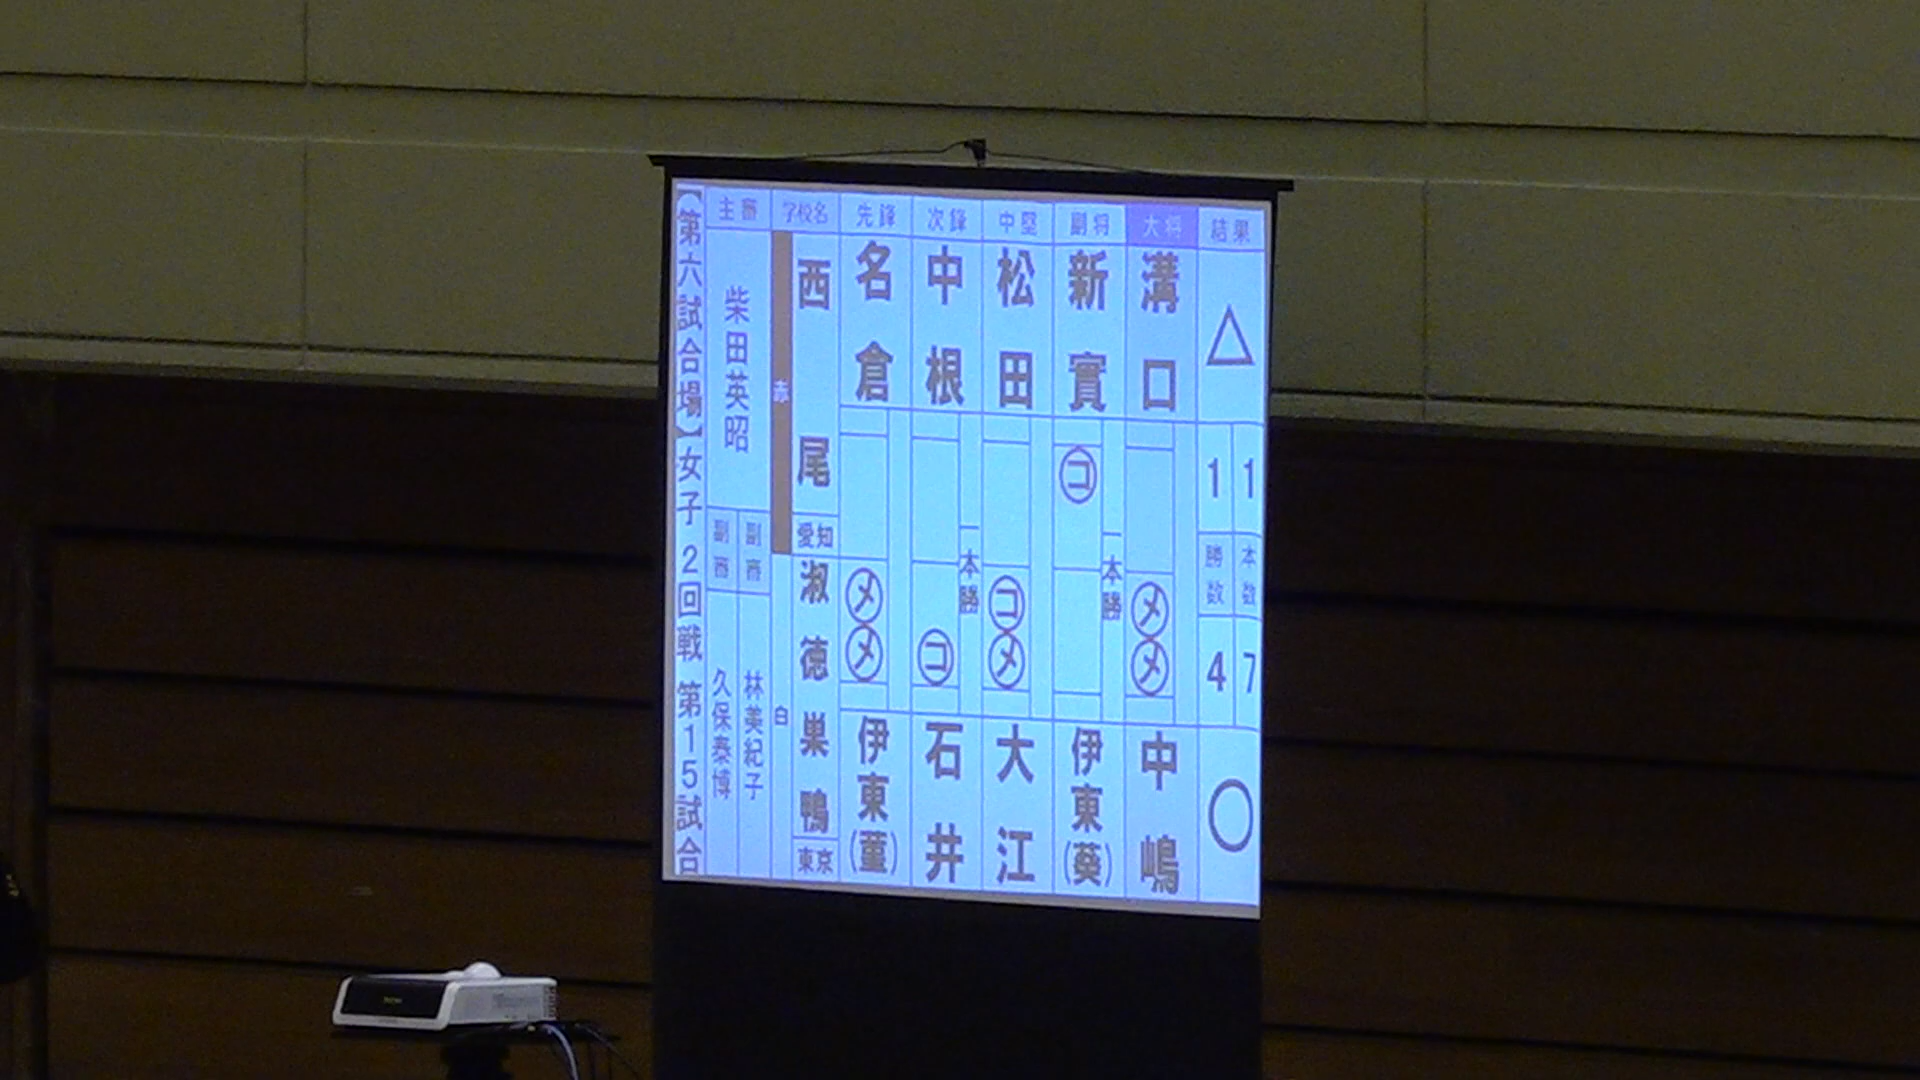 【第六試合場】女子 2回戦 第15試合
主審 柴田英昭
副審 久保泰博
副審 林美紀子
学校名 赤 西尾 愛知
白 淑徳巣鴨 東京
先鋒 名倉 メメ 伊東(菫)
次鋒 中根 一本勝 コ 石井
中堅 松田 コメ 大江
副将 新實 コ 一本勝 伊東(葵)
大将 溝口 メメ 中嶋
結果 △
1 1
勝数 本数
4 7
○